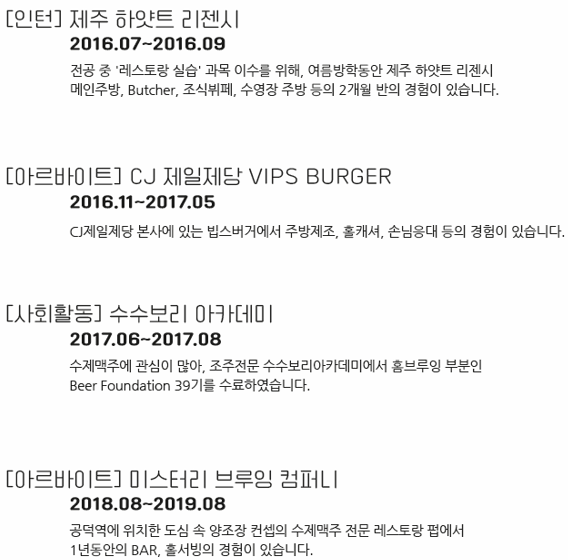 [인턴] 제주 하얏트 리젠시
2016.07~2016.09
전공 중 '레스토랑 실습' 과목 이수를 위해, 여름방학동안 제주 하얏트 리젠시
메인주방, Butcher, 조식뷔페, 수영장 주방 등의 2개월 반의 경험이 있습니다.
[아르바이트] CJ 제일제당 VIPS BURGER
2016.11~2017.05
CJ제일제당 본사에 있는 빕스버거에서 주방제조, 홀캐셔, 손님응대 등의 경험이 있습니다.
[사회활동] 수수보리 아카데미
2017.06~2017.08
수제맥주에 관심이 많아, 조주전문 수수보리아카데미에서 홈브루잉 부분인
Beer Foundation 39기를 수료하였습니다.
[아르바이트] 미스터리 브루잉 컴퍼니
2018.08~2019.08
공덕역에 위치한 도심 속 양조장 컨셉의 수제맥주 전문 레스토랑 펍에서
1년동안의 BAR, 홀서빙의 경험이 있습니다.